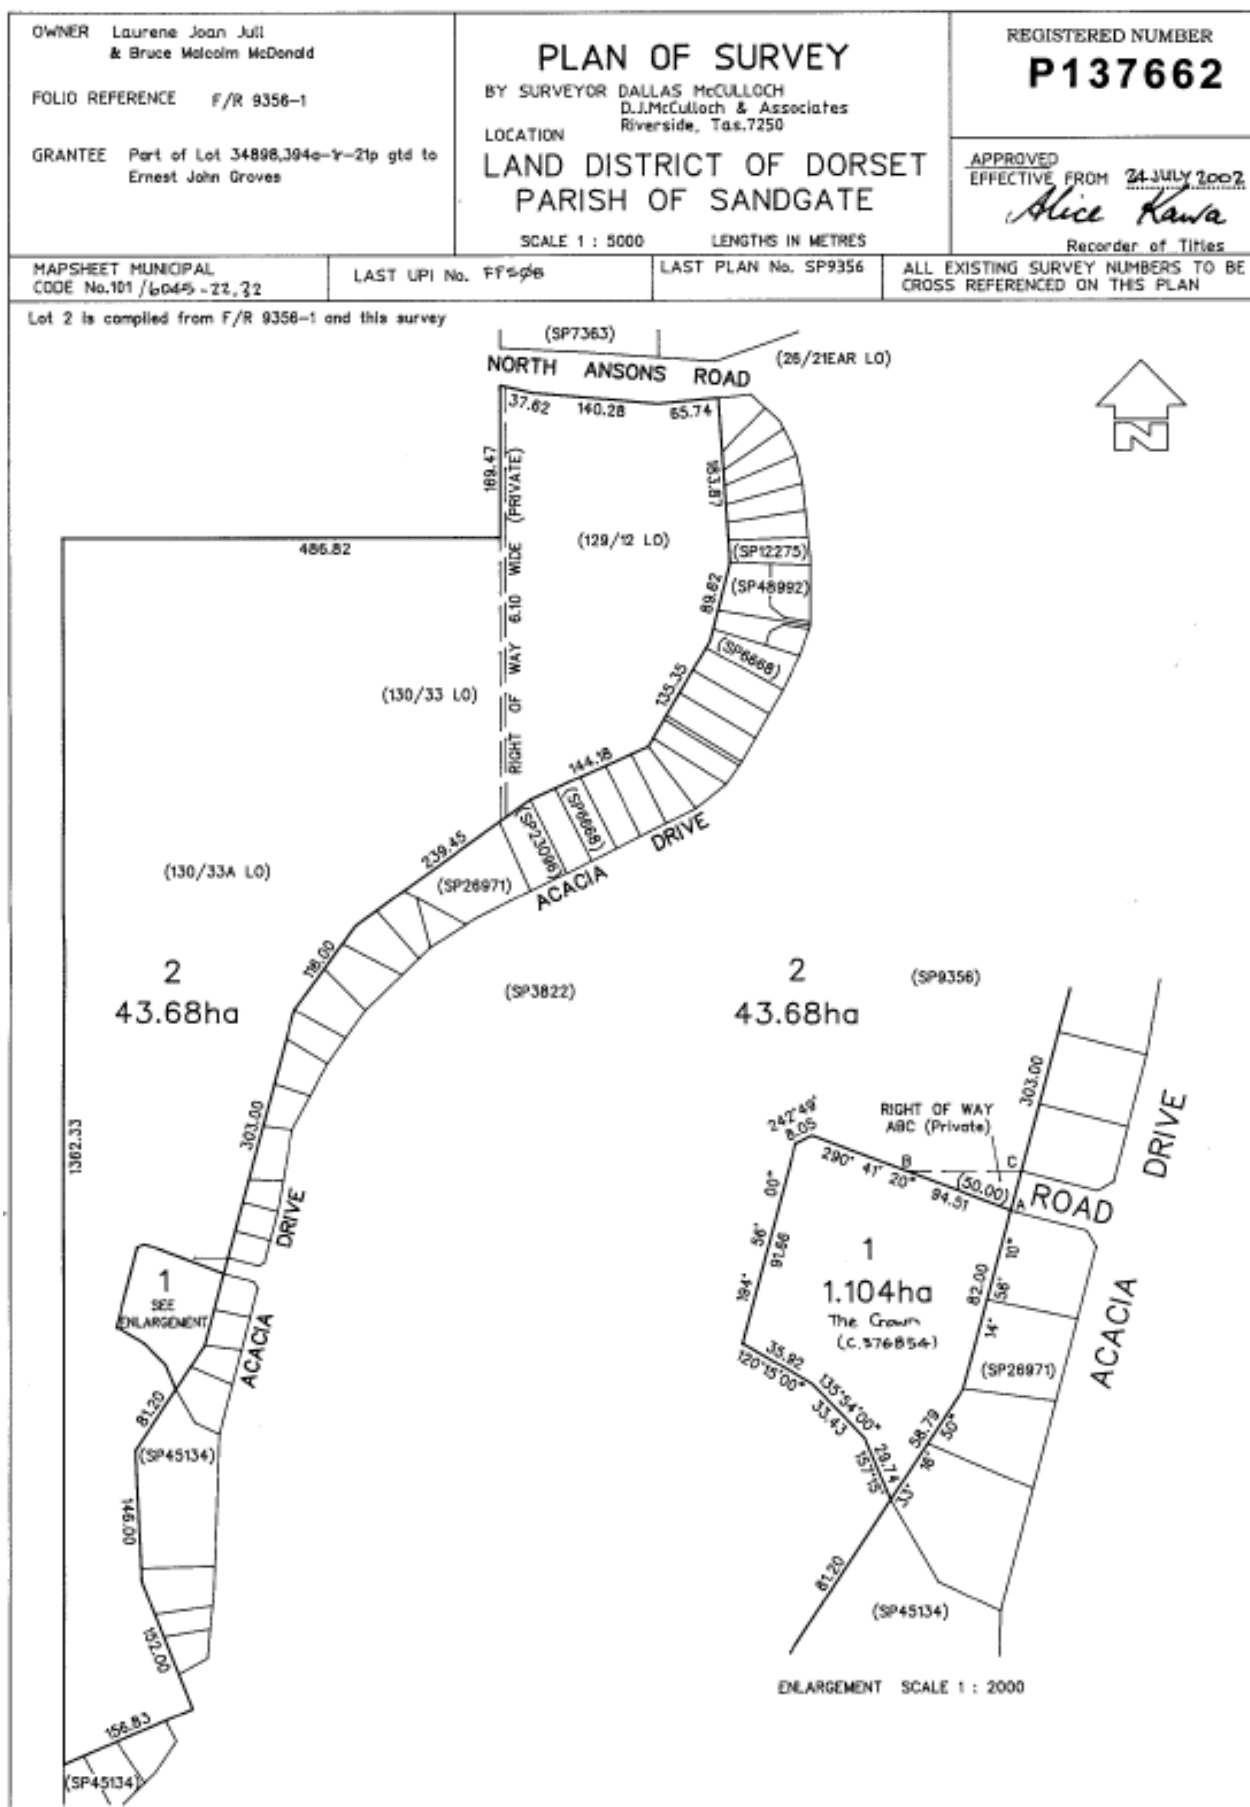 OWNER Laurene Joan Jull
& Bruce Malcolm McDonald
FOLIO REFERENCE F/R 9356-1
GRANTEE Part of Lot 34898,394a-1r-21p gtd to
Ernest John Groves
PLAN OF SURVEY
BY SURVEYOR DALLAS McCULLOCH
D.J.McCulloch & Associates
Riverside, Tas.7250
LOCATION
LAND DISTRICT OF DORSET
PARISH OF SANDGATE
SCALE 1 : 5000 LENGTHS IN METRES
REGISTERED NUMBER
P137662
APPROVED
EFFECTIVE FROM 24 JULY 2002
Alice Kawa
Recorder of Titles
MAPSHEET MUNICIPAL
CODE No.101 /6045-22,32
LAST UPI No.
LAST PLAN No. SP9356
ALL EXISTING SURVEY NUMBERS TO BE
CROSS REFERENCED ON THIS PLAN
Lot 2 is compiled from F/R 9356-1 and this survey
(SP7363)
(26/21EAR LO)
NORTH ANSONS ROAD
37.62 140.28 65.74
N
189.47
RIGHT OF WAY 6.10 WIDE (PRIVATE)
163.87
(129/12 LO)
486.82
(SP12275)
(SP48992)
89.62
(SP6668)
(130/33 LO)
135.35
144.18
(SP6668)
(SP23096)
DRIVE
239.45
(130/33A LO)
(SP26971)
ACACIA
116.00
2
43.68ha
(SP3822)
2
43.68ha
(SP9356)
303.00
1362.33
303.00
DRIVE
RIGHT OF WAY
ABC (Private)
242°49'
8.05
290° 41' 20"
B
C
(50.00)
94.51
A
ROAD
DRIVE
194° 56' 00"
91.66
1
1.104ha
The Crown
(C.376854)
82.00
14° 56' 10"
ACACIA
1
SEE
ENLARGEMENT
ACACIA
35.92
120°15'00"
135°54'00"
33.43
(SP26971)
58.79
33° 16' 50"
29.74
157°15'
81.20
(SP45134)
146.00
81.20
(SP45134)
152.00
156.83
(SP45134)
ENLARGEMENT SCALE 1 : 2000